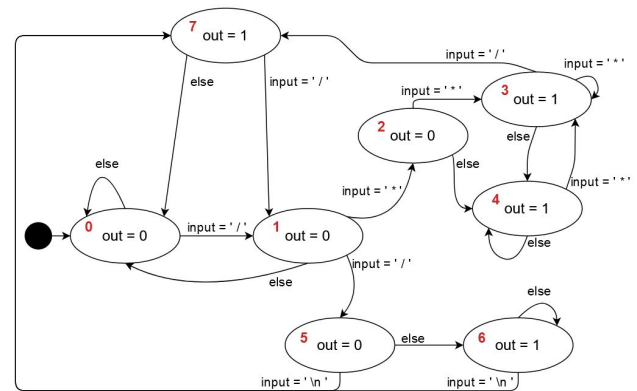 7 out = 1
else
input = ' / '
input = ' / '
input = ' * '
3 out = 1
input = ' * '
2 out = 0
else
else
input = ' * '
input = ' * '
4 out = 1
else
else
0 out = 0
input = ' / '
1 out = 0
else
input = ' / '
5 out = 0
else
6 out = 1
else
input = ' \n '
input = ' \n '